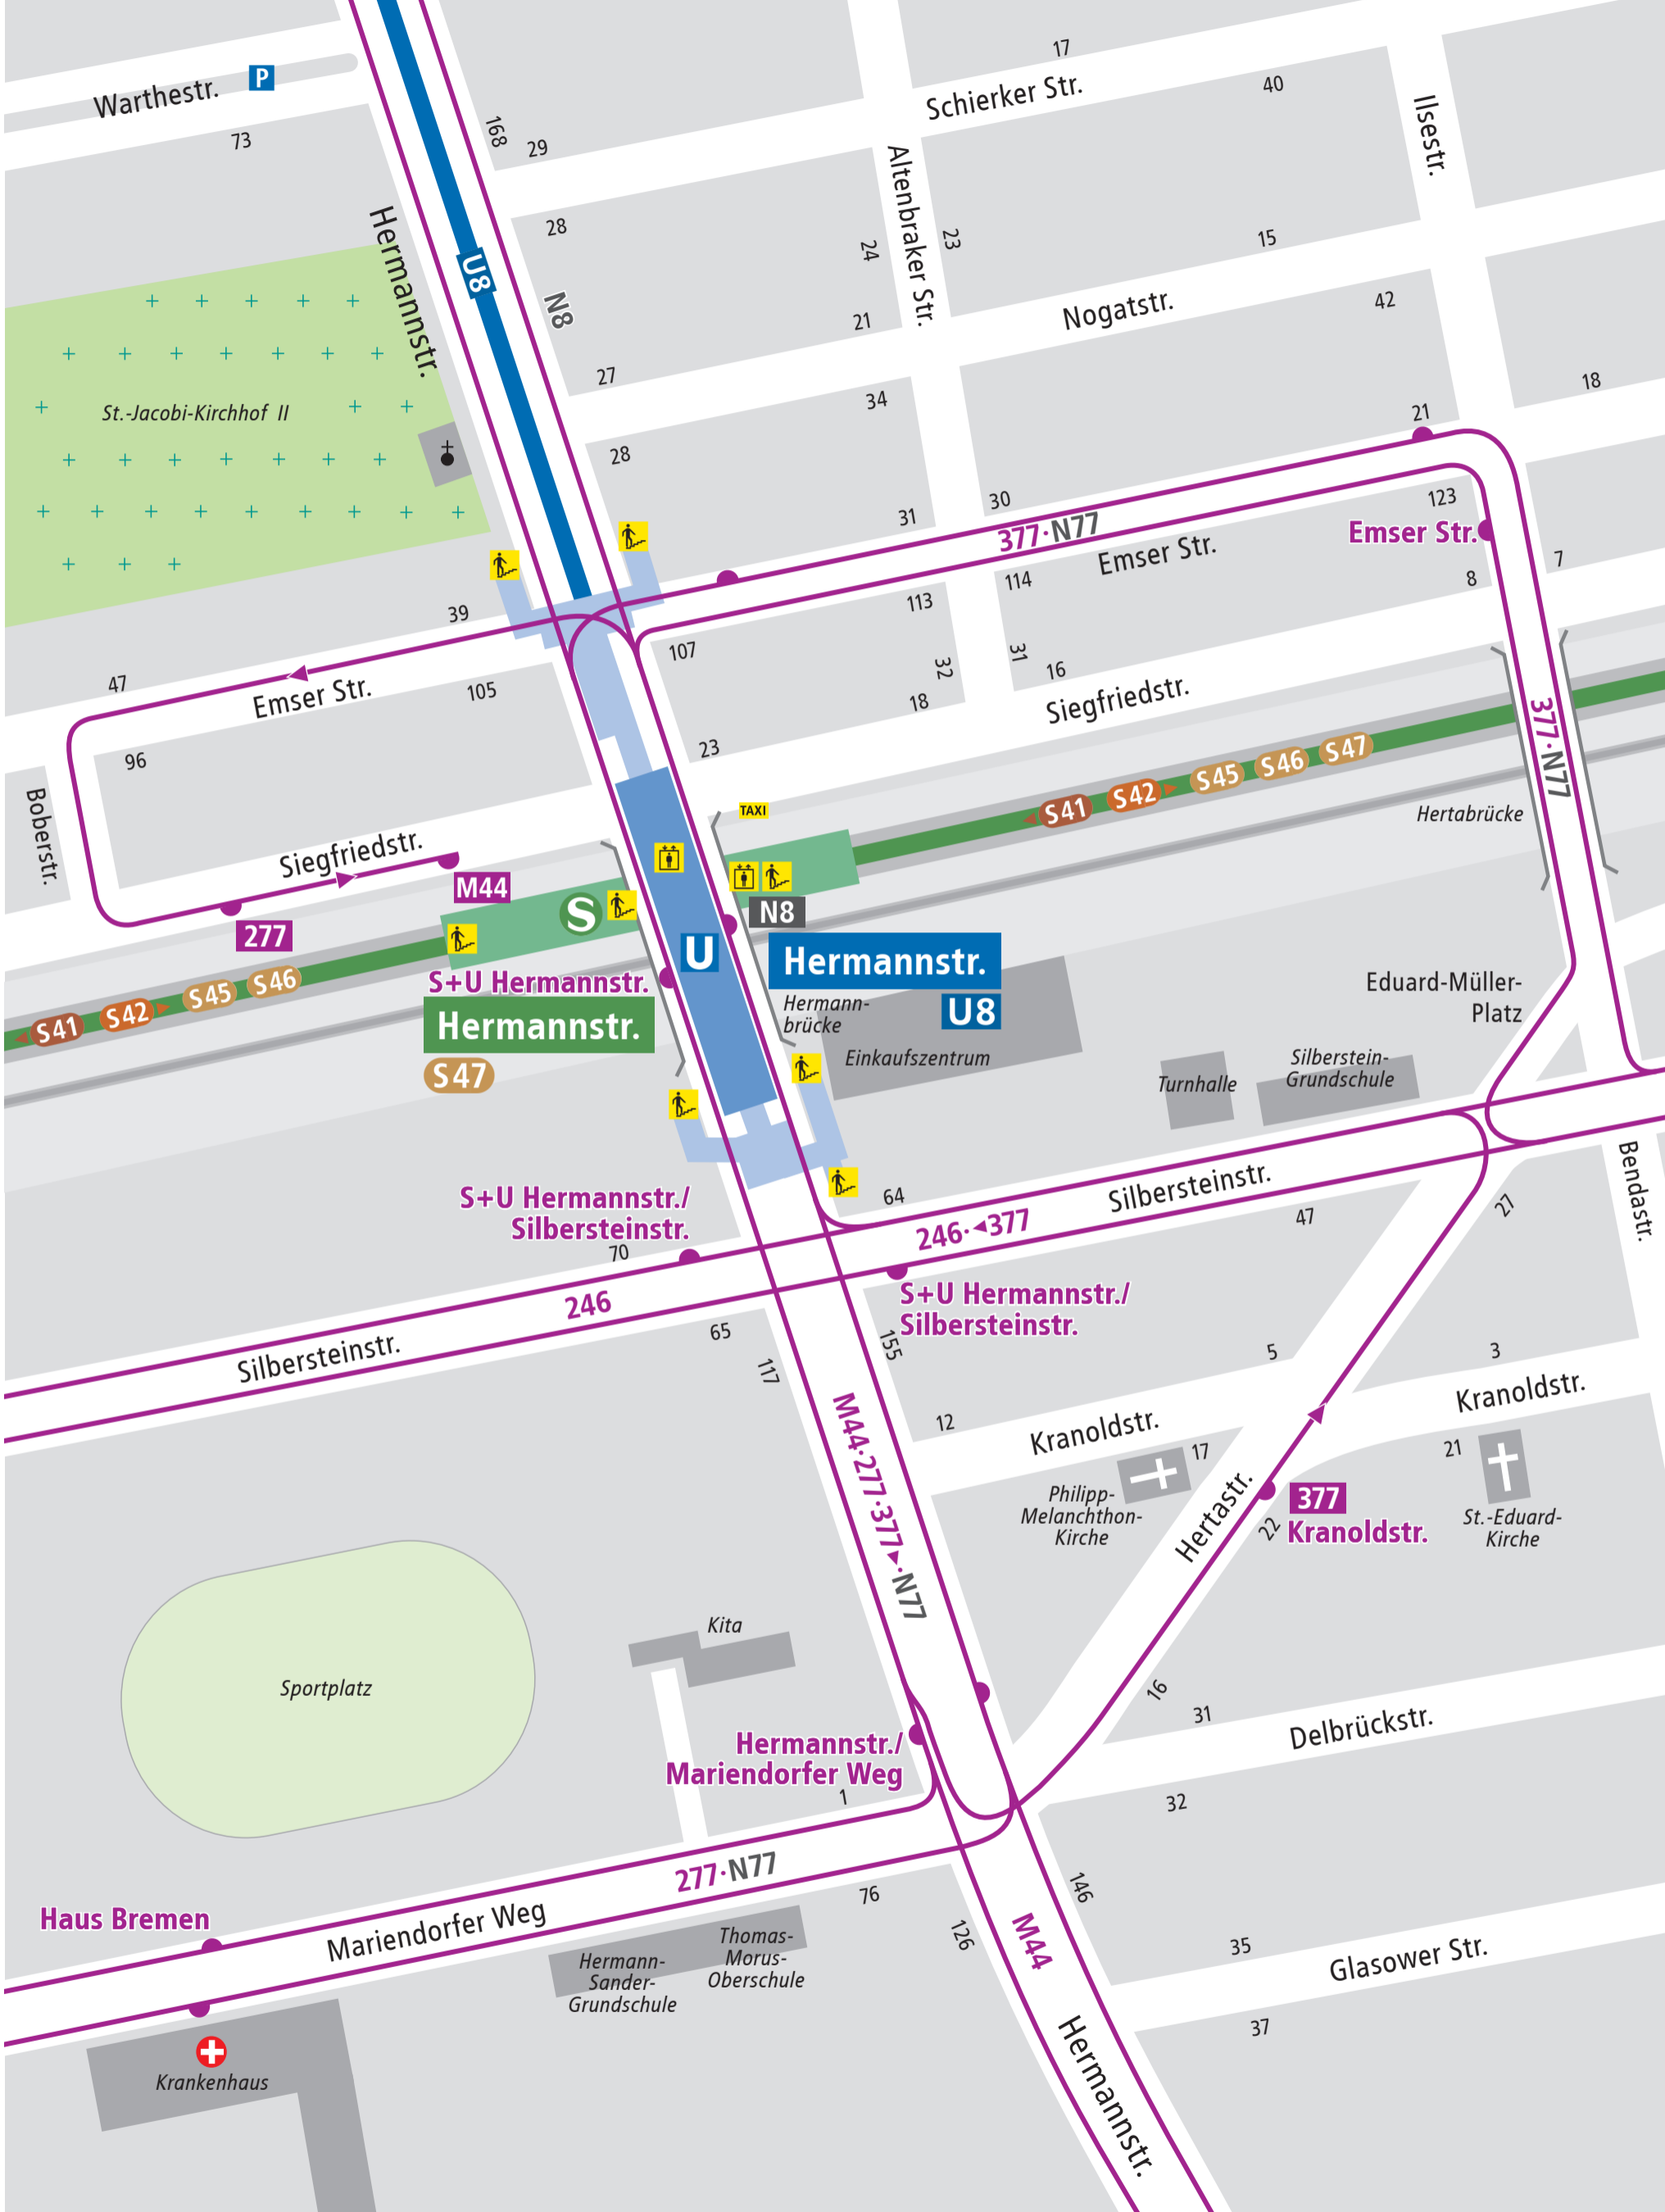 Warthestr.
P
73
168
29
17
Schierker Str.
40
Ilsestr.
Hermannstr.
U8
N8
28
Altenbraker Str.
24
23
15
21
Nogatstr.
42
27
34
18
28
21
St.-Jacobi-Kirchhof II
31
30
377·N77
Emser Str.
123
Emser Str.
7
8
114
113
39
107
31
32
16
47
Emser Str.
105
18
Siegfriedstr.
96
23
377·N77
Boberstr.
TAXI
S41
S42
S45
S46
S47
Hertabrücke
Siegfriedstr.
M44
277
S
N8
U
Hermannstr.
U8
S+U Hermannstr.
Hermannstr.
S47
S41
S42
S45
S46
Hermann-
brücke
Einkaufszentrum
Eduard-Müller-
Platz
Turnhalle
Silberstein-
Grundschule
Bendastr.
S+U Hermannstr./
Silbersteinstr.
70
64
246·◄377
Silbersteinstr.
47
27
246
S+U Hermannstr./
Silbersteinstr.
Silbersteinstr.
65
117
155
5
3
12
Kranoldstr.
Kranoldstr.
17
21
M44·277·377►·N77
Philipp-
Melanchthon-
Kirche
Hertastr.
377
22
Kranoldstr.
St.-Eduard-
Kirche
Kita
Sportplatz
16
31
Delbrückstr.
Hermannstr./
Mariendorfer Weg
1
32
277·N77
76
146
Haus Bremen
Mariendorfer Weg
126
M44
Thomas-
Morus-
Oberschule
Hermann-
Sander-
Grundschule
35
Glasower Str.
37
Krankenhaus
Hermannstr.